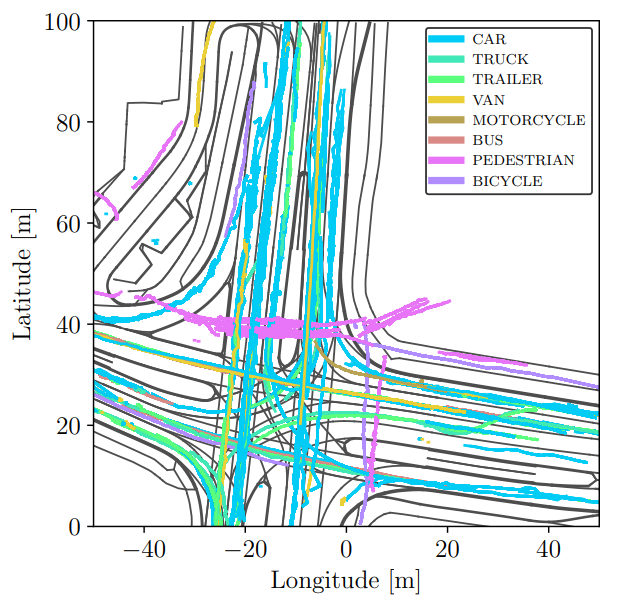 100
80
60
40
20
0
Latitude [m]
CAR
TRUCK
TRAILER
VAN
MOTORCYCLE
BUS
PEDESTRIAN
BICYCLE
−40 −20 0 20 40
Longitude [m]